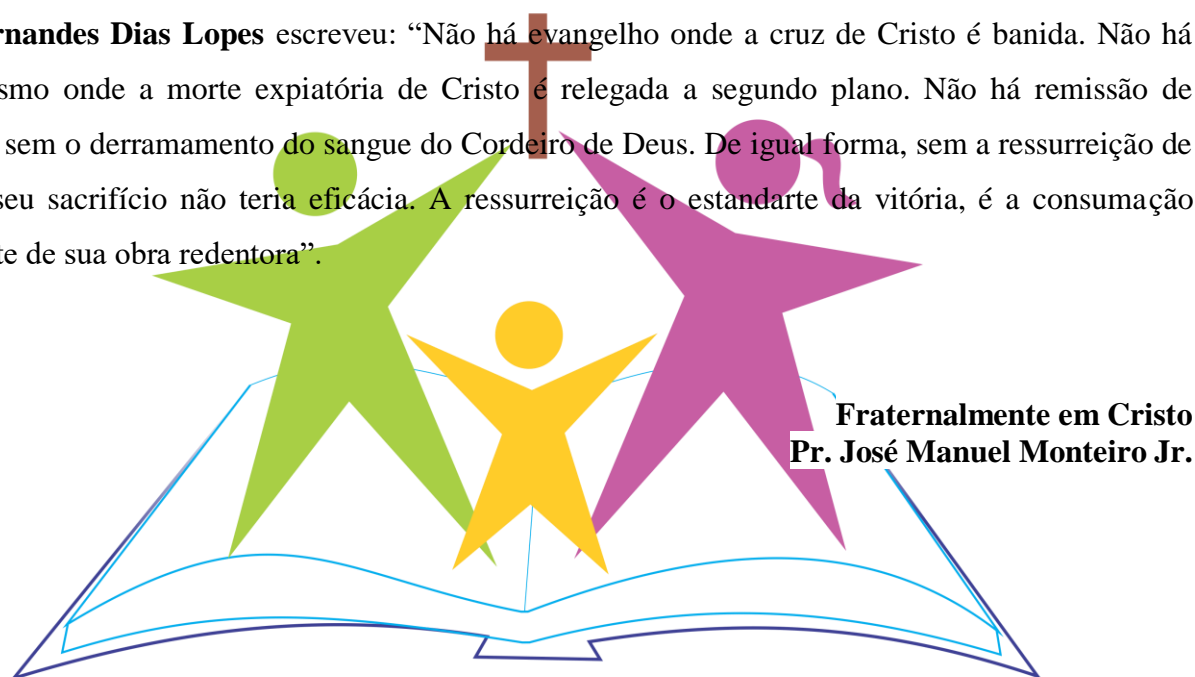 rnandes Dias Lopes escreveu: “Não há evangelho onde a cruz de Cristo é banida. Não há
smo onde a morte expiatória de Cristo é relegada a segundo plano. Não há remissão de
sem o derramamento do sangue do Cordeiro de Deus. De igual forma, sem a ressurreição de
seu sacrifício não teria eficácia. A ressurreição é o estandarte da vitória, é a consumação
te de sua obra redentora”.
Fraternalmente em Cristo
Pr. José Manuel Monteiro Jr.